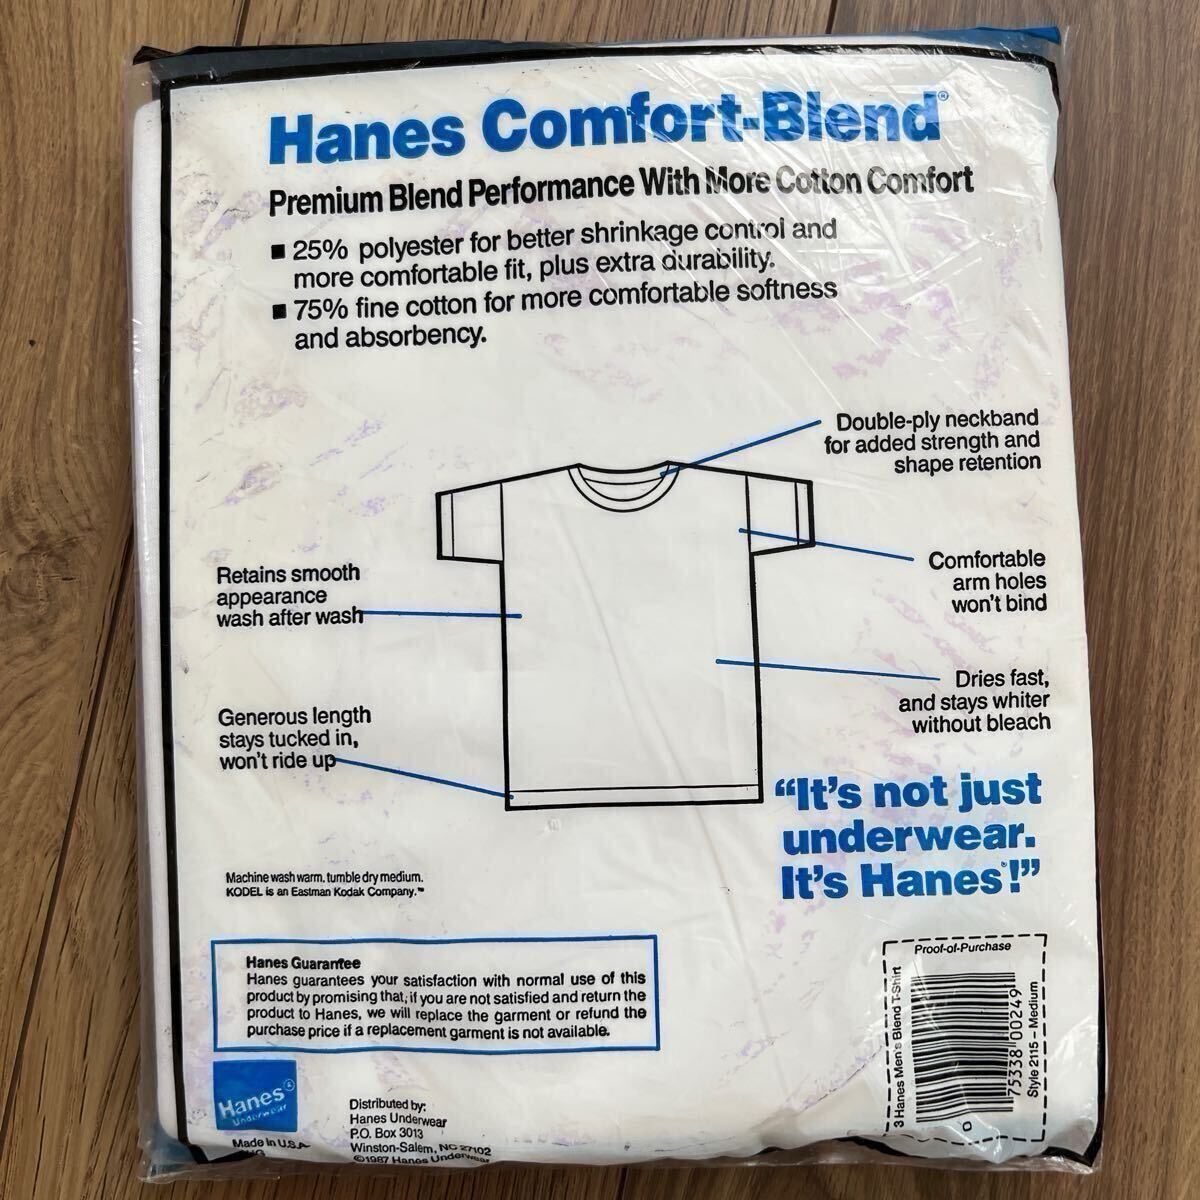 Hanes Comfort-Blend®
Premium Blend Performance With More Cotton Comfort
■ 25% polyester for better shrinkage control and
more comfortable fit, plus extra durability.
■ 75% fine cotton for more comfortable softness
and absorbency.
Double-ply neckband
for added strength and
shape retention
Comfortable
arm holes
won't bind
Retains smooth
appearance
wash after wash
Dries fast,
and stays whiter
without bleach
Generous length
stays tucked in,
won't ride up
"It's not just
underwear.
It's Hanes®!"
Machine wash warm, tumble dry medium.
KODEL is an Eastman Kodak Company.™
Hanes Guarantee
Hanes guarantees your satisfaction with normal use of this
product by promising that, if you are not satisfied and return the
product to Hanes, we will replace the garment or refund the
purchase price if a replacement garment is not available.
Hanes®
Underwear
Made in U.S.A.
Distributed by:
Hanes Underwear
P.O. Box 3013
Winston-Salem, NC 27102
©1987 Hanes Underwear
Proof-of-Purchase
3 Hanes Men's Blend T-Shirt
0
75338 00249
Style 2115 – Medium